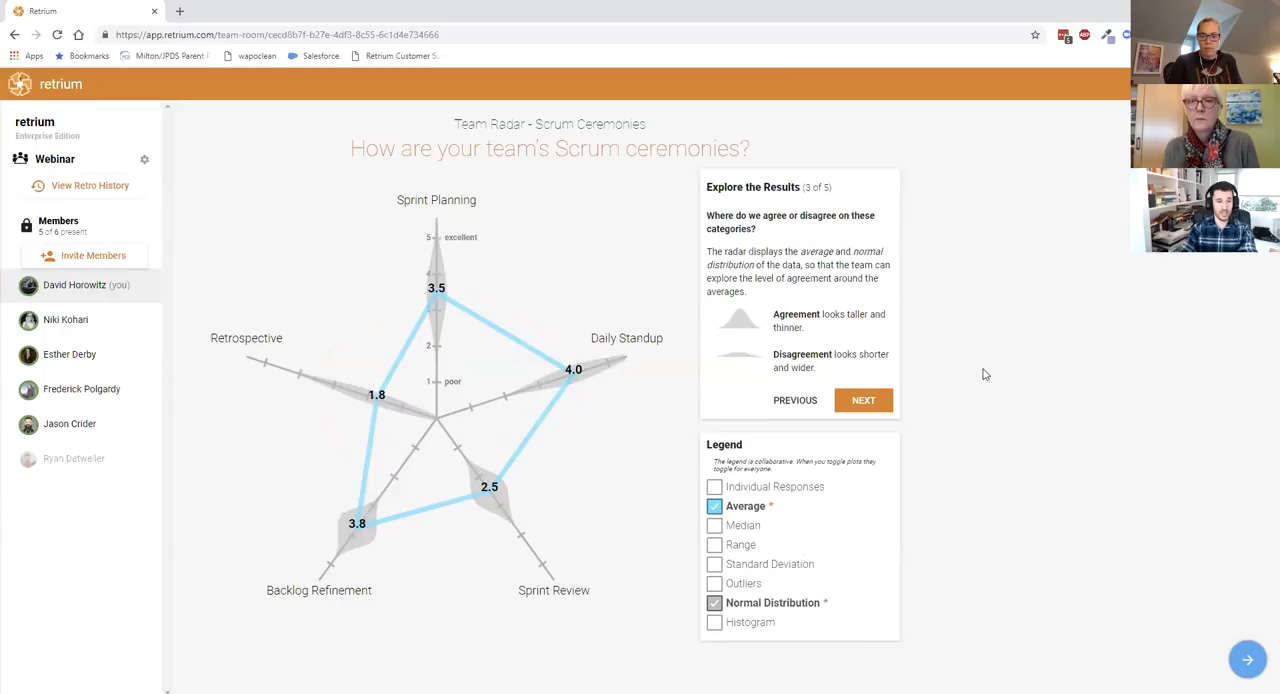 Retrium
https://app.retrium.com/team-room/cecd8b7f-b27e-4df3-8c55-6c1d4e734666
Apps
Bookmarks
Milton/JPDS Parent
wapoclean
Salesforce
Retrium Customer Su
retrium
retrium
Enterprise Edition
Webinar
View Retro History
Members
5 of 6 present
Invite Members
David Horowitz (you)
Niki Kohari
Esther Derby
Frederick Polgardy
Jason Crider
Ryan Detweiler
Team Radar - Scrum Ceremonies
How are your team's Scrum ceremonies?
Sprint Planning
5
excellent
4
3.5
2
1
poor
Daily Standup
4.0
Retrospective
1.8
2.5
3.8
Backlog Refinement
Sprint Review
Explore the Results (3 of 5)
Where do we agree or disagree on these
categories?
The radar displays the average and normal
distribution of the data, so that the team can
explore the level of agreement around the
averages.
Agreement looks taller and
thinner.
Disagreement looks shorter
and wider.
PREVIOUS
NEXT
Legend
The legend is collaborative. When you toggle plots they
toggle for everyone.
Individual Responses
Average *
Median
Range
Standard Deviation
Outliers
Normal Distribution *
Histogram